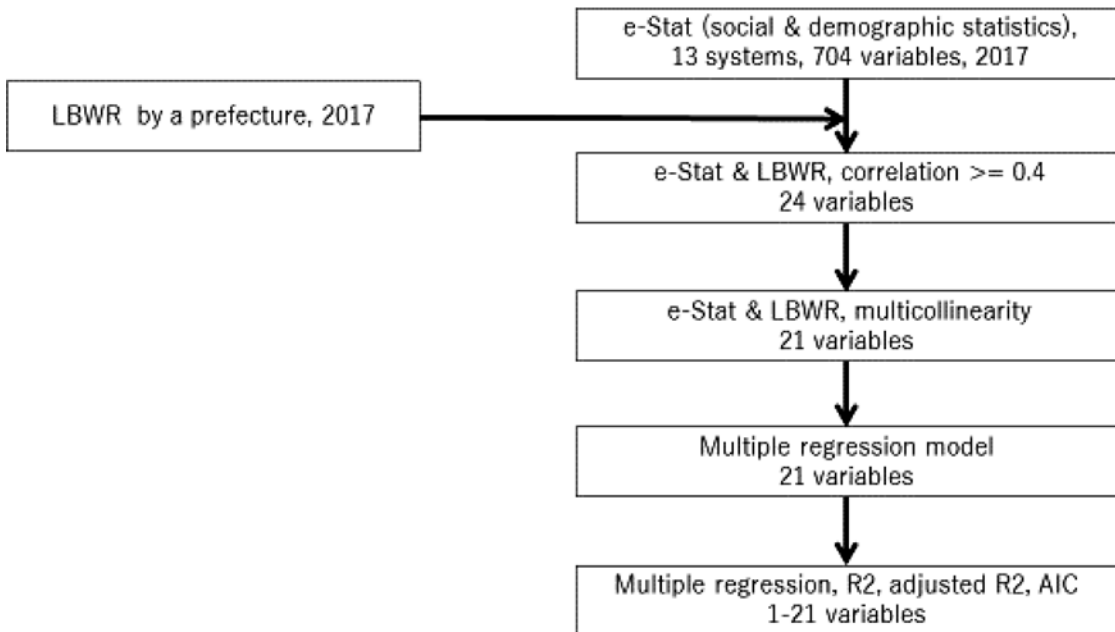 e-Stat (social & demographic statistics),
13 systems, 704 variables, 2017
LBWR by a prefecture, 2017
e-Stat & LBWR, correlation >= 0.4
24 variables
e-Stat & LBWR, multicollinearity
21 variables
Multiple regression model
21 variables
Multiple regression, R2, adjusted R2, AIC
1-21 variables